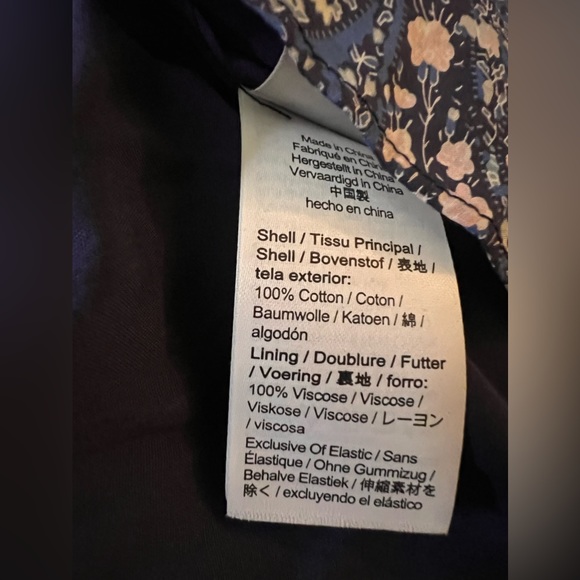 Made in China
Fabriqué en China
Hergestellt in China
Vervaardigd in China
中国製
hecho en china
Shell / Tissu Principal /
Shell / Bovenstof / 表地 /
tela exterior:
100% Cotton / Coton /
Baumwolle / Katoen / 綿 /
algodón
Lining / Doublure / Futter
/ Voering / 裏地 / forro:
100% Viscose / Viscose /
Viskose / Viscose / レーヨン
/ viscosa
Exclusive Of Elastic / Sans
Élastique / Ohne Gummizug /
Behalve Elastiek / 伸縮素材を
除く / excluyendo el elástico